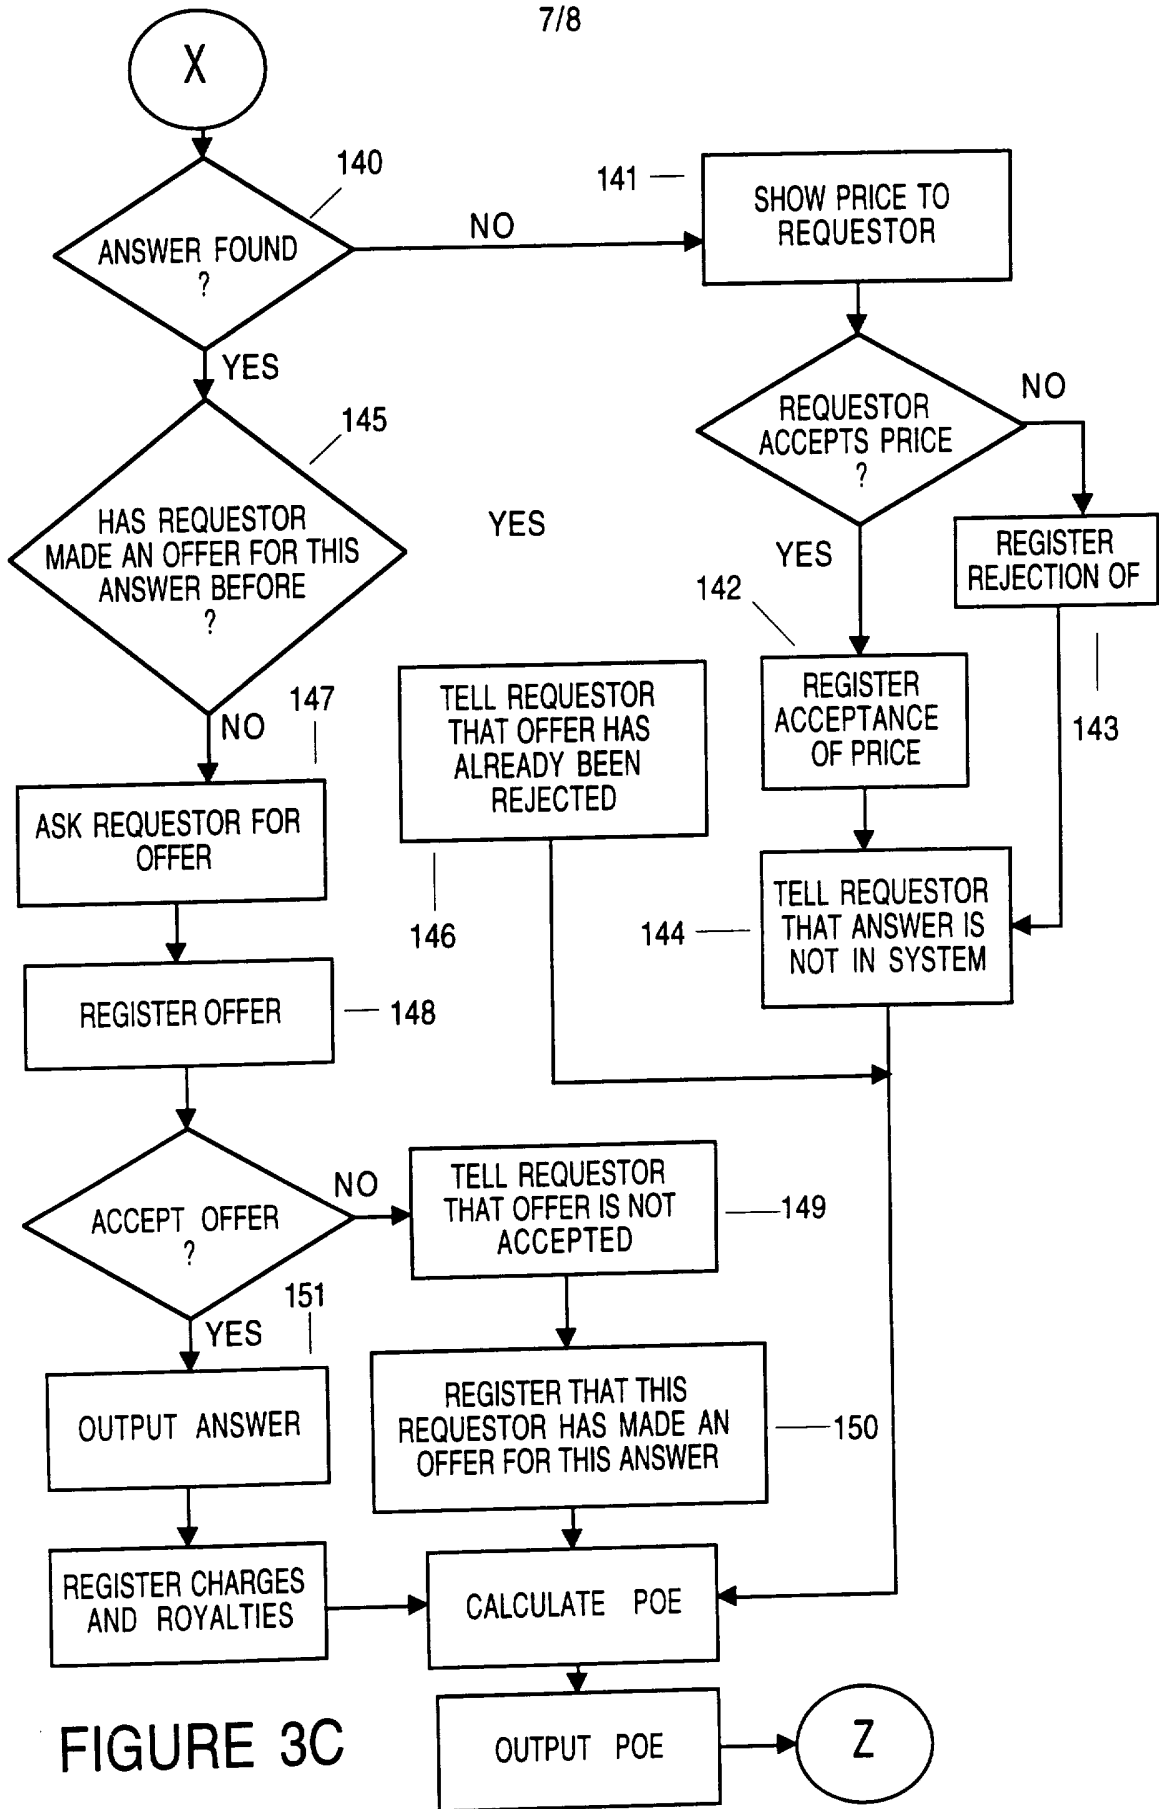 7/8
X
140
ANSWER FOUND
?
NO
141
SHOW PRICE TO
REQUESTOR
YES
REQUESTOR
ACCEPTS PRICE
?
NO
YES
REGISTER
REJECTION OF
143
142
REGISTER
ACCEPTANCE
OF PRICE
144
TELL REQUESTOR
THAT ANSWER IS
NOT IN SYSTEM
145
HAS REQUESTOR
MADE AN OFFER FOR THIS
ANSWER BEFORE
?
YES
TELL REQUESTOR
THAT OFFER HAS
ALREADY BEEN
REJECTED
146
NO
147
ASK REQUESTOR FOR
OFFER
REGISTER OFFER
148
ACCEPT OFFER
?
NO
TELL REQUESTOR
THAT OFFER IS NOT
ACCEPTED
149
REGISTER THAT THIS
REQUESTOR HAS MADE AN
OFFER FOR THIS ANSWER
150
YES
151
OUTPUT ANSWER
REGISTER CHARGES
AND ROYALTIES
CALCULATE POE
OUTPUT POE
Z
FIGURE 3C